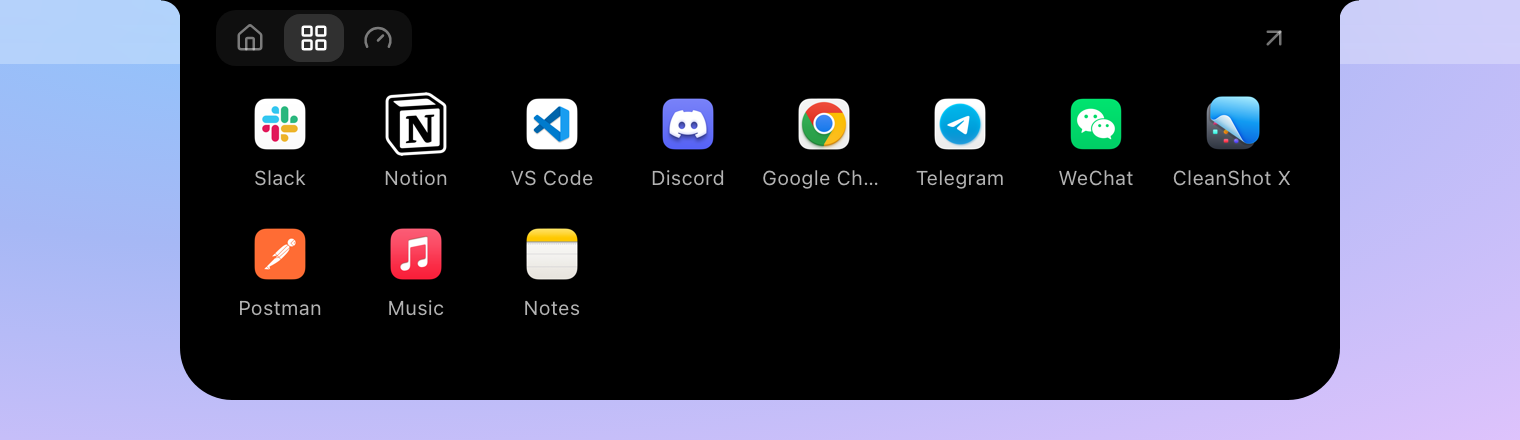 Slack Notion VS Code Discord Google Ch... Telegram WeChat CleanShot X
Postman Music Notes